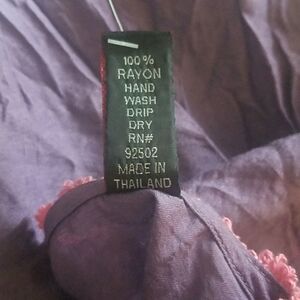 100%
RAYON
HAND
WASH
DRIP
DRY
RN#
92502
MADE IN
THAILAND